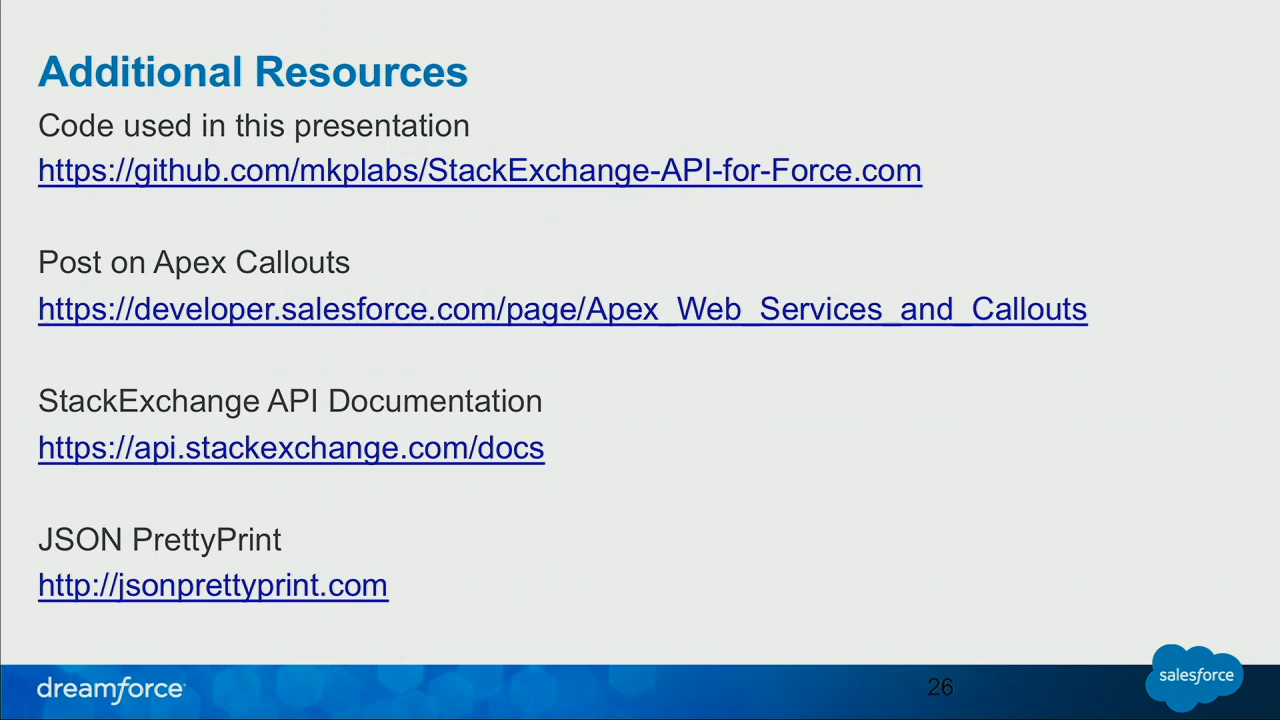 Additional Resources
Code used in this presentation
https://github.com/mkplabs/StackExchange-API-for-Force.com
Post on Apex Callouts
https://developer.salesforce.com/page/Apex_Web_Services_and_Callouts
StackExchange API Documentation
https://api.stackexchange.com/docs
JSON PrettyPrint
http://jsonprettyprint.com
dreamforce
26
salesforce